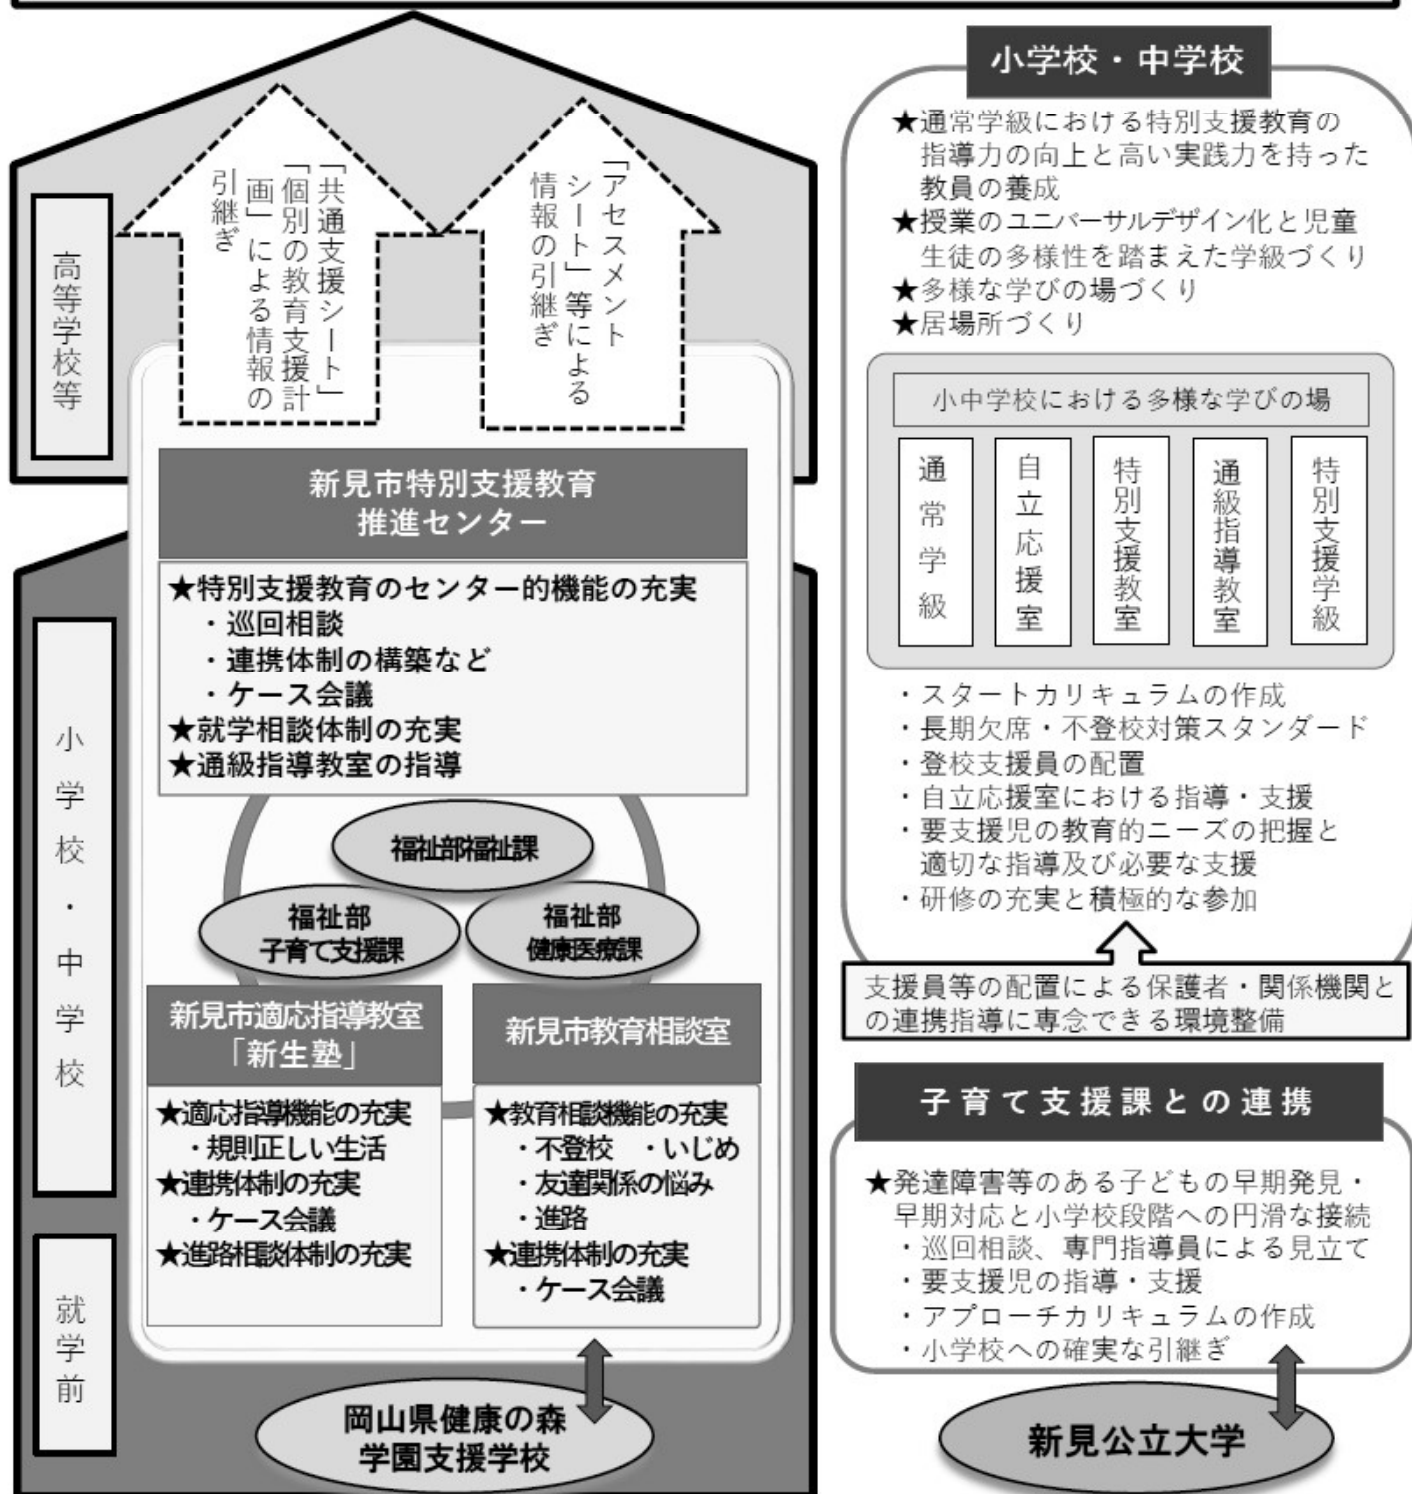 高等学校等
「共通支援シート」
「個別の教育支援計
画」による情報の
引継ぎ
「アセスメント
シート」等による
情報の引継ぎ
新見市特別支援教育
推進センター
★特別支援教育のセンター的機能の充実
・巡回相談
・連携体制の構築など
・ケース会議
★就学相談体制の充実
★通級指導教室の指導
小学校・中学校
福祉部福祉課
福祉部
子育て支援課
福祉部
健康医療課
新見市適応指導教室
「新生塾」
★適応指導機能の充実
・規則正しい生活
★連携体制の充実
・ケース会議
★進路相談体制の充実
新見市教育相談室
★教育相談機能の充実
・不登校 ・いじめ
・友達関係の悩み
・進路
★連携体制の充実
・ケース会議
就学前
岡山県健康の森
学園支援学校
小学校・中学校
★通常学級における特別支援教育の
指導力の向上と高い実践力を持った
教員の養成
★授業のユニバーサルデザイン化と児童
生徒の多様性を踏まえた学級づくり
★多様な学びの場づくり
★居場所づくり
小中学校における多様な学びの場
通常学級
自立応援室
特別支援教室
通級指導教室
特別支援学級
・スタートカリキュラムの作成
・長期欠席・不登校対策スタンダード
・登校支援員の配置
・自立応援室における指導・支援
・要支援児の教育的ニーズの把握と
適切な指導及び必要な支援
・研修の充実と積極的な参加
支援員等の配置による保護者・関係機関と
の連携指導に専念できる環境整備
子育て支援課との連携
★発達障害等のある子どもの早期発見・
早期対応と小学校段階への円滑な接続
・巡回相談、専門指導員による見立て
・要支援児の指導・支援
・アプローチカリキュラムの作成
・小学校への確実な引継ぎ
新見公立大学